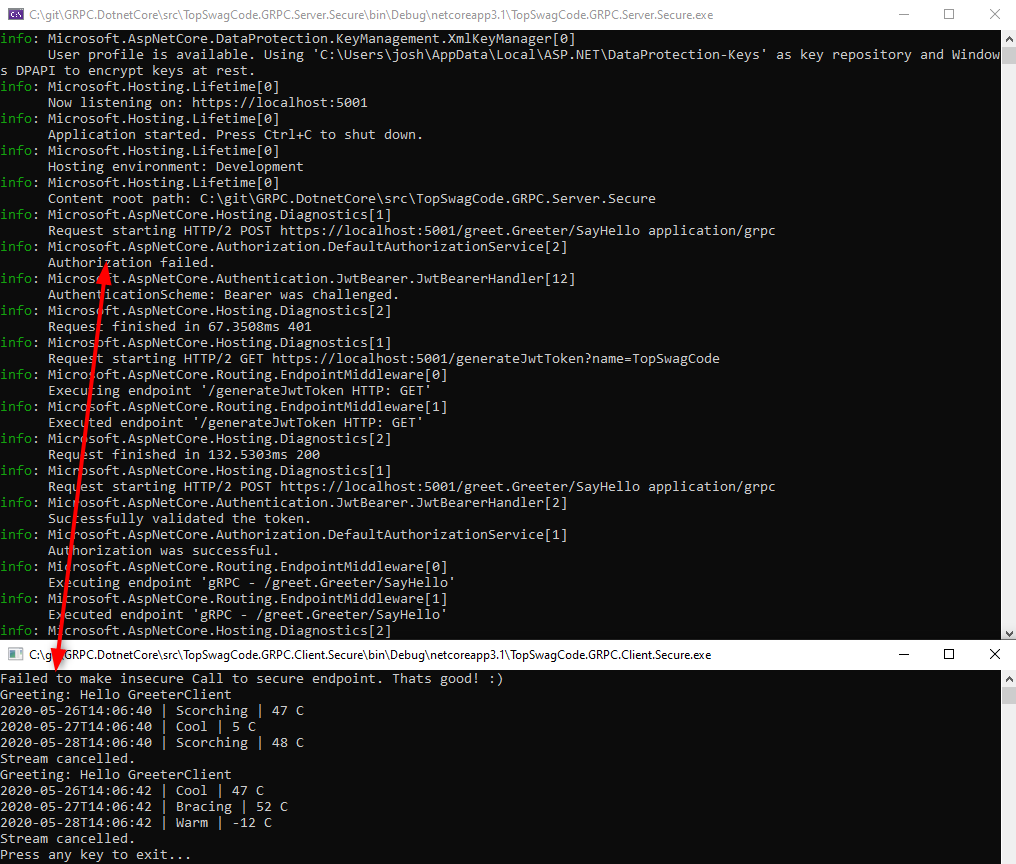 C:\git\GRPC.DotnetCore\src\TopSwagCode.GRPC.Server.Secure\bin\Debug\netcoreapp3.1\TopSwagCode.GRPC.Server.Secure.exe
info: Microsoft.AspNetCore.DataProtection.KeyManagement.XmlKeyManager[0]
      User profile is available. Using 'C:\Users\josh\AppData\Local\ASP.NET\DataProtection-Keys' as key repository and Window
s DPAPI to encrypt keys at rest.
info: Microsoft.Hosting.Lifetime[0]
      Now listening on: https://localhost:5001
info: Microsoft.Hosting.Lifetime[0]
      Application started. Press Ctrl+C to shut down.
info: Microsoft.Hosting.Lifetime[0]
      Hosting environment: Development
info: Microsoft.Hosting.Lifetime[0]
      Content root path: C:\git\GRPC.DotnetCore\src\TopSwagCode.GRPC.Server.Secure
info: Microsoft.AspNetCore.Hosting.Diagnostics[1]
      Request starting HTTP/2 POST https://localhost:5001/greet.Greeter/SayHello application/grpc
info: Microsoft.AspNetCore.Authorization.DefaultAuthorizationService[2]
      Authorization failed.
info: Microsoft.AspNetCore.Authentication.JwtBearer.JwtBearerHandler[12]
      AuthenticationScheme: Bearer was challenged.
info: Microsoft.AspNetCore.Hosting.Diagnostics[2]
      Request finished in 67.3508ms 401
info: Microsoft.AspNetCore.Hosting.Diagnostics[1]
      Request starting HTTP/2 GET https://localhost:5001/generateJwtToken?name=TopSwagCode
info: Microsoft.AspNetCore.Routing.EndpointMiddleware[0]
      Executing endpoint '/generateJwtToken HTTP: GET'
info: Microsoft.AspNetCore.Routing.EndpointMiddleware[1]
      Executed endpoint '/generateJwtToken HTTP: GET'
info: Microsoft.AspNetCore.Hosting.Diagnostics[2]
      Request finished in 132.5303ms 200
info: Microsoft.AspNetCore.Hosting.Diagnostics[1]
      Request starting HTTP/2 POST https://localhost:5001/greet.Greeter/SayHello application/grpc
info: Microsoft.AspNetCore.Authentication.JwtBearer.JwtBearerHandler[2]
      Successfully validated the token.
info: Microsoft.AspNetCore.Authorization.DefaultAuthorizationService[1]
      Authorization was successful.
info: Microsoft.AspNetCore.Routing.EndpointMiddleware[0]
      Executing endpoint 'gRPC - /greet.Greeter/SayHello'
info: Microsoft.AspNetCore.Routing.EndpointMiddleware[1]
      Executed endpoint 'gRPC - /greet.Greeter/SayHello'
info: Microsoft.AspNetCore.Hosting.Diagnostics[2]
C:\git\GRPC.DotnetCore\src\TopSwagCode.GRPC.Client.Secure\bin\Debug\netcoreapp3.1\TopSwagCode.GRPC.Client.Secure.exe
Failed to make insecure Call to secure endpoint. Thats good! :)
Greeting: Hello GreeterClient
2020-05-26T14:06:40 | Scorching | 47 C
2020-05-27T14:06:40 | Cool | 5 C
2020-05-28T14:06:40 | Scorching | 48 C
Stream cancelled.
Greeting: Hello GreeterClient
2020-05-26T14:06:42 | Cool | 47 C
2020-05-27T14:06:42 | Bracing | 52 C
2020-05-28T14:06:42 | Warm | -12 C
Stream cancelled.
Press any key to exit...